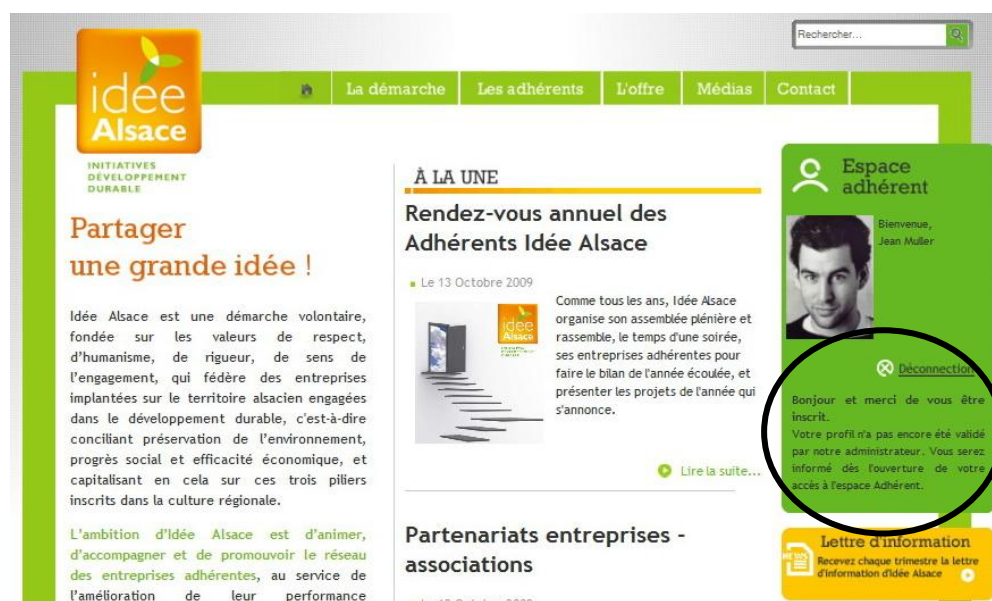 Rechercher...
idée
Alsace
INITIATIVES
DÉVELOPPEMENT
DURABLE
La démarche
Les adhérents
L'offre
Médias
Contact
Partager
une grande idée !
Idée Alsace est une démarche volontaire,
fondée sur les valeurs de respect,
d'humanisme, de rigueur, de sens de
l'engagement, qui fédère des entreprises
implantées sur le territoire alsacien engagées
dans le développement durable, c'est-à-dire
conciliant préservation de l'environnement,
progrès social et efficacité économique, et
capitalisant en cela sur ces trois piliers
inscrits dans la culture régionale.
L'ambition d'Idée Alsace est d'animer,
d'accompagner et de promouvoir le réseau
des entreprises adhérentes, au service de
l'amélioration de leur performance
À LA UNE
Rendez-vous annuel des
Adhérents Idée Alsace
Le 13 Octobre 2009
idée
Alsace
Comme tous les ans, Idée Alsace
organise son assemblée plénière et
rassemble, le temps d'une soirée,
ses entreprises adhérentes pour
faire le bilan de l'année écoulée, et
présenter les projets de l'année qui
s'annonce.
Lire la suite...
Partenariats entreprises -
associations
Espace
adhérent
Bienvenue,
Jean Muller
Déconnection
Bonjour et merci de vous être
inscrit.
Votre profil n'a pas encore été validé
par notre administrateur. Vous serez
informé dès l'ouverture de votre
accès à l'espace Adhérent.
NEWS
Lettre d'information
Recevez chaque trimestre la lettre
d'information d'Idée Alsace